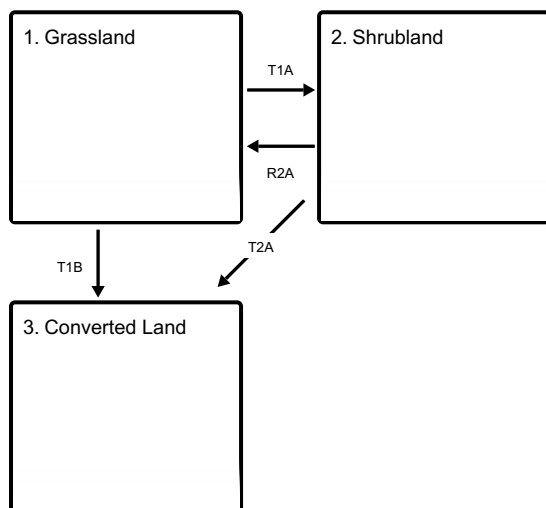 1. Grassland
2. Shrubland
T1A
R2A
T1B
T2A
3. Converted Land